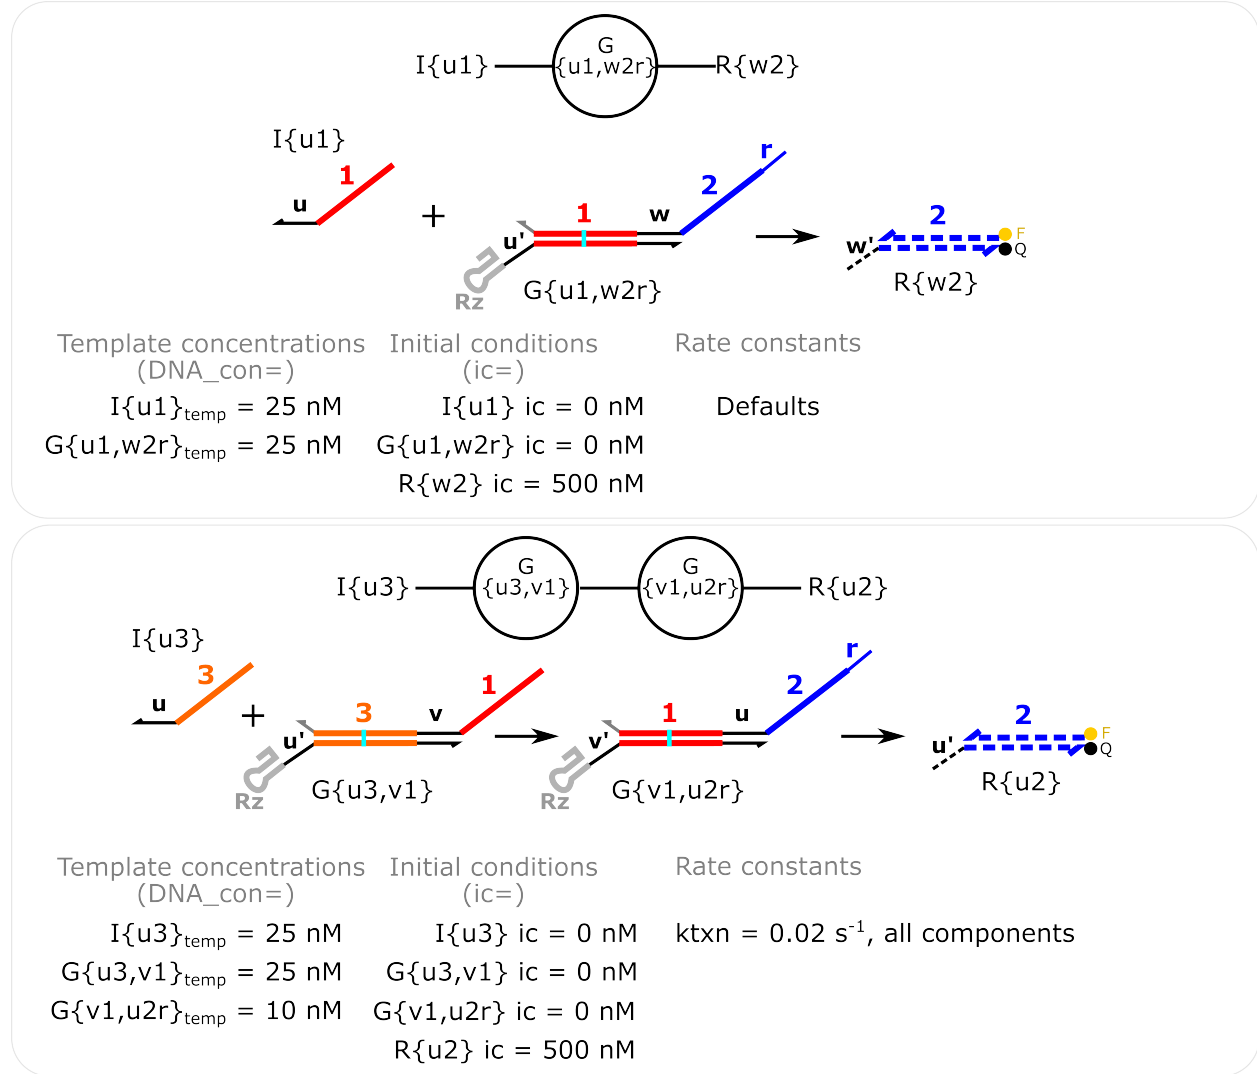 G
I{u1} {u1,w2r} R{w2}
I{u1}
r
1 2
u + 1 w 2
u' w' F
Q
Rz G{u1,w2r} R{w2}
Template concentrations Initial conditions Rate constants
(DNA_con=) (ic=)
I{u1}temp = 25 nM I{u1} ic = 0 nM Defaults
G{u1,w2r}temp = 25 nM G{u1,w2r} ic = 0 nM
R{w2} ic = 500 nM
G G
I{u3} {u3,v1} {v1,u2r} R{u2}
I{u3}
r
3 1 2
u + 3 v 1 u 2
u' v' u' F
Q
Rz G{u3,v1} Rz G{v1,u2r} R{u2}
Template concentrations Initial conditions Rate constants
(DNA_con=) (ic=)
I{u3}temp = 25 nM I{u3} ic = 0 nM ktxn = 0.02 s-1, all components
G{u3,v1}temp = 25 nM G{u3,v1} ic = 0 nM
G{v1,u2r}temp = 10 nM G{v1,u2r} ic = 0 nM
R{u2} ic = 500 nM